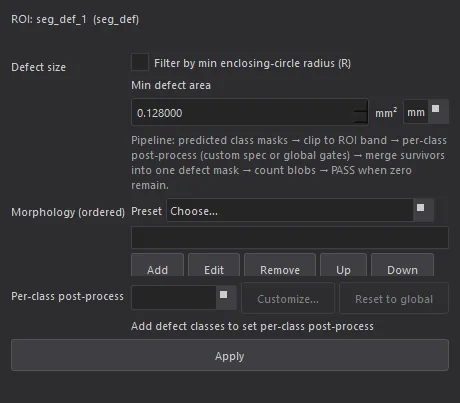 ROI: seg_def_1 (seg_def)
Defect size
Filter by min enclosing-circle radius (R)
Min defect area
0.128000 mm² mm
Pipeline: predicted class masks → clip to ROI band → per-class
post-process (custom spec or global gates) → merge survivors
into one defect mask → count blobs → PASS when zero
remain.
Morphology (ordered) Preset Choose...
Add Edit Remove Up Down
Per-class post-process Customize... Reset to global
Add defect classes to set per-class post-process
Apply